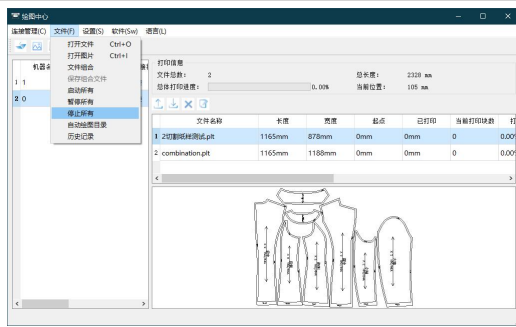 绘图中心
连接管理(C) 文件(F) 设置(S) 软件(Sw) 语言(L)
打开文件 Ctrl+O
打开图片 Ctrl+I
文件组合
保存组合文件
启动所有
暂停所有
停止所有
自动绘图目录
历史记录
机器名
1 1
2 0
打印信息
文件总数: 2 总长度: 2328 mm
总体打印进度: 0.00% 当前位置: 105 mm
文件名称 长度 宽度 起点 已打印 当前打印块数 打
1 2切割纸样测试.plt 1165mm 878mm 0mm 0mm 0 0.00%
2 combination.plt 1165mm 1188mm 0mm 0mm 0 0.00%